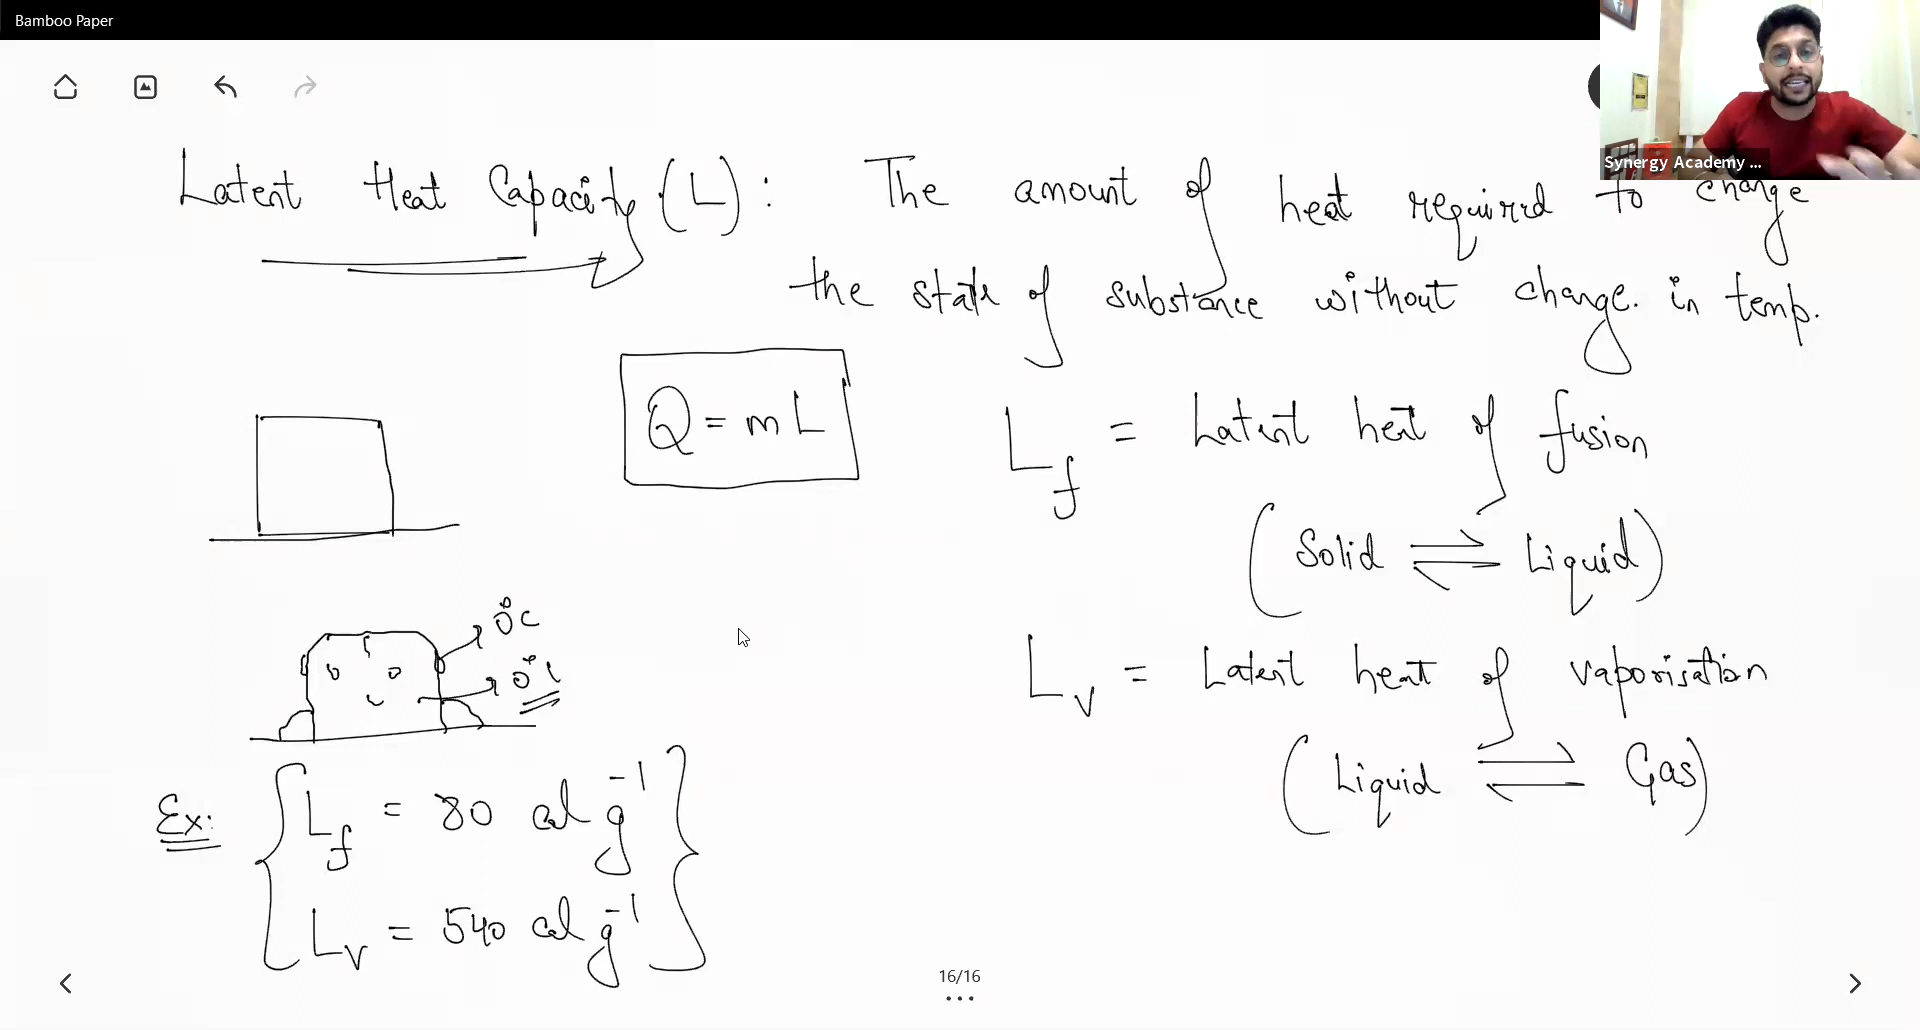 Bamboo Paper
Synergy Academy ...
Latent Heat Capacity (L) : The amount of heat required to change
the state of substance without change. in temp.
Q = mL
L_f = Latent heat of fusion
(Solid ⇌ Liquid)
0°C
0°C
L_v = Latent heat of vaporisation
(Liquid ⇌ Gas)
Ex: { L_f = 80 cal g⁻¹
L_v = 540 cal g⁻¹ }
16/16